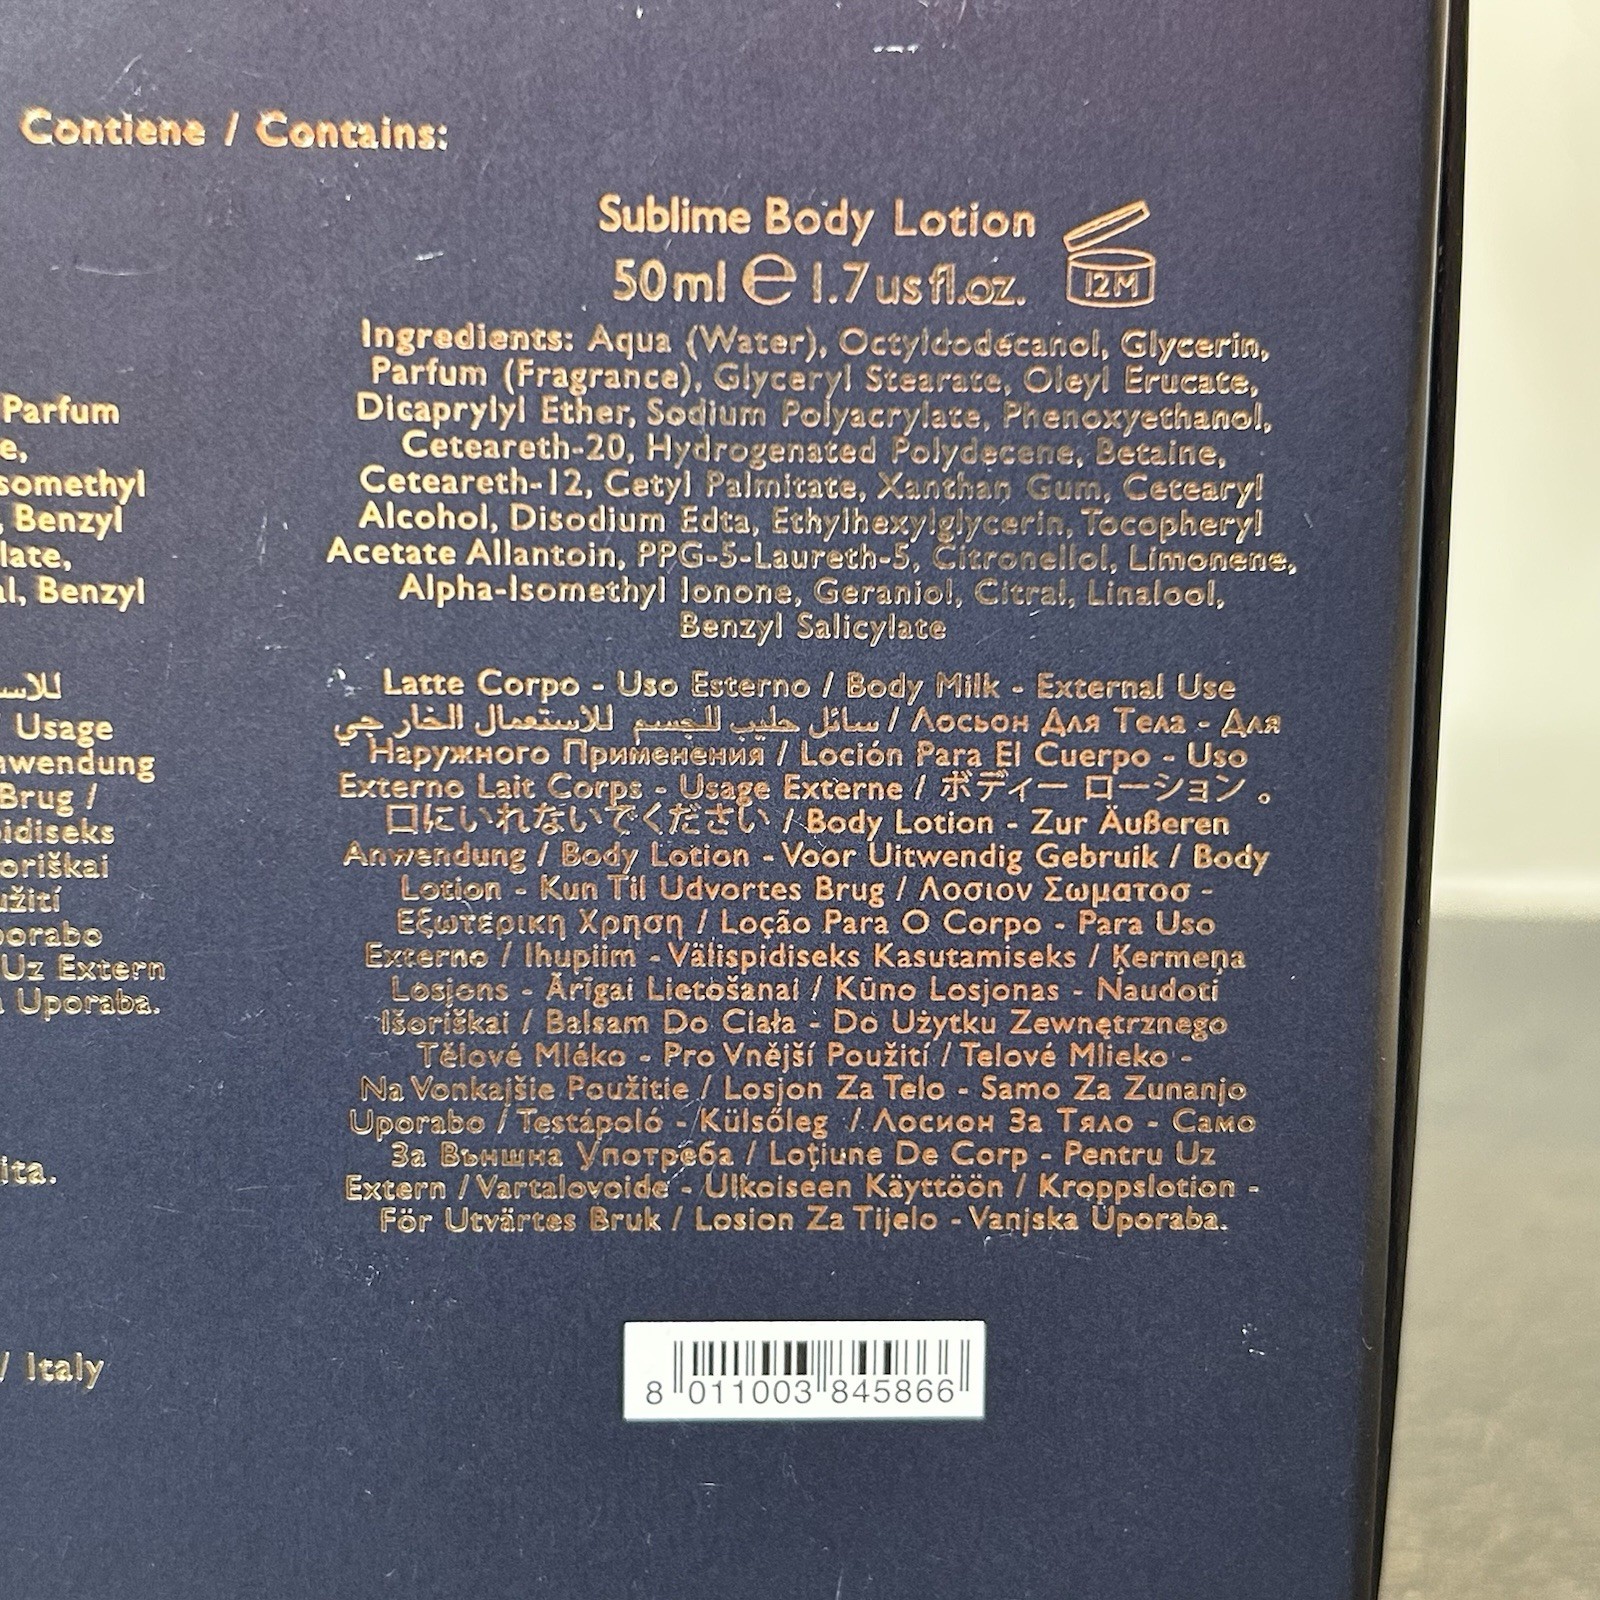 Contiene / Contains:
Parfum
e,
somethyl
, Benzyl
late,
al, Benzyl
للاسـ
Usage
nwendung
Brug /
pidiseks
oriškai
užití
porabo
Uz Extern
a Uporaba.
ita.
/ Italy
Sublime Body Lotion
50ml e 1.7 us fl.oz.
12M
Ingredients: Aqua (Water), Octyldodecanol, Glycerin,
Parfum (Fragrance), Glyceryl Stearate, Oleyl Erucate,
Dicaprylyl Ether, Sodium Polyacrylate, Phenoxyethanol,
Ceteareth-20, Hydrogenated Polydecene, Betaine,
Ceteareth-12, Cetyl Palmitate, Xanthan Gum, Cetearyl
Alcohol, Disodium Edta, Ethylhexylglycerin, Tocopheryl
Acetate Allantoin, PPG-5-Laureth-5, Citronellol, Limonene,
Alpha-Isomethyl Ionone, Geraniol, Citral, Linalool,
Benzyl Salicylate
Latte Corpo - Uso Esterno / Body Milk - External Use
سائل حليب للجسم للاستعمال الخارجي / Лосьон Для Тела - Для
Наружного Применения / Loción Para El Cuerpo - Uso
Externo Lait Corps - Usage Externe / ボディー ローション 。
口にいれないでください / Body Lotion - Zur Äußeren
Anwendung / Body Lotion - Voor Uitwendig Gebruik / Body
Lotion - Kun Til Udvortes Brug / Λοσιον Σωματοσ -
Εξωτερικη Χρηση / Loção Para O Corpo - Para Uso
Externo / Ihupiim - Välispidiseks Kasutamiseks / Ķermeņa
Losjons - Ārīgai Lietošanai / Kūno Losjonas - Naudoti
Išoriškai / Balsam Do Ciała - Do Użytku Zewnętrznego
Tělové Mléko - Pro Vnější Použití / Telové Mlieko -
Na Vonkajšie Použitie / Losjon Za Telo - Samo Za Zunanjo
Uporabo / Testápoló - Külsőleg / Лосион За Тяло - Само
За Външна Употреба / Loțiune De Corp - Pentru Uz
Extern / Vartalovoide - Ulkoiseen Käyttöön / Kroppslotion -
För Utvärtes Bruk / Losion Za Tijelo - Vanjska Uporaba.
8 011003 845866